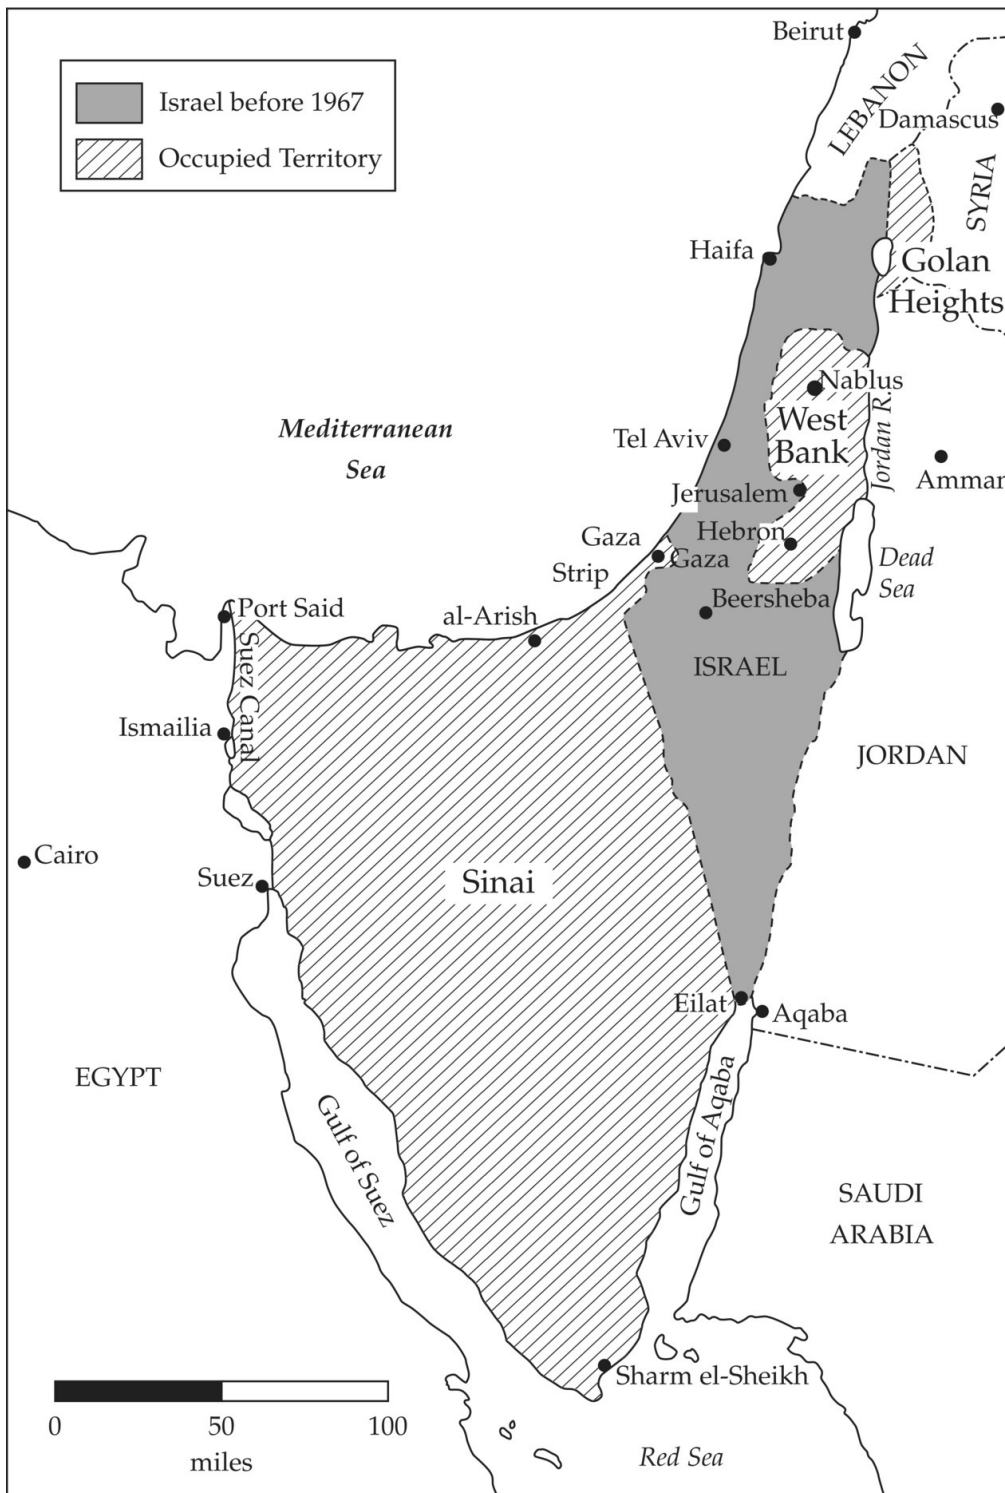 Beirut
Israel before 1967
Occupied Territory
LEBANON
Damascus
SYRIA
Haifa
Golan
Heights
Nablus
West
Bank
Jordan R.
Mediterranean
Sea
Tel Aviv
Amman
Jerusalem
Hebron
Gaza
Strip
Gaza
Dead
Sea
Beersheba
Port Said
al-Arish
Suez Canal
ISRAEL
Ismailia
JORDAN
Cairo
Suez
Sinai
Eilat
Aqaba
EGYPT
Gulf of Suez
Gulf of Aqaba
SAUDI
ARABIA
Sharm el-Sheikh
0 50 100
miles
Red Sea